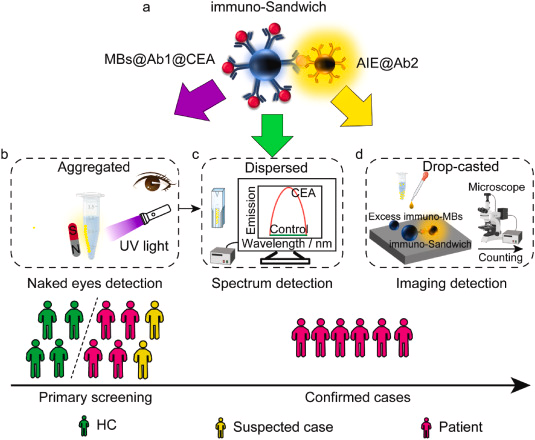 a
immuno-Sandwich
MBs@Ab1@CEA
AIE@Ab2
b
Aggregated
S
N
UV light
Naked eyes detection
c
Dispersed
Emission
CEA
Control
Wavelength / nm
Spectrum detection
d
Drop-casted
Microscope
Excess immuno-MBs
immuno-Sandwich
Counting
Imaging detection
Primary screening
Confirmed cases
HC
Suspected case
Patient